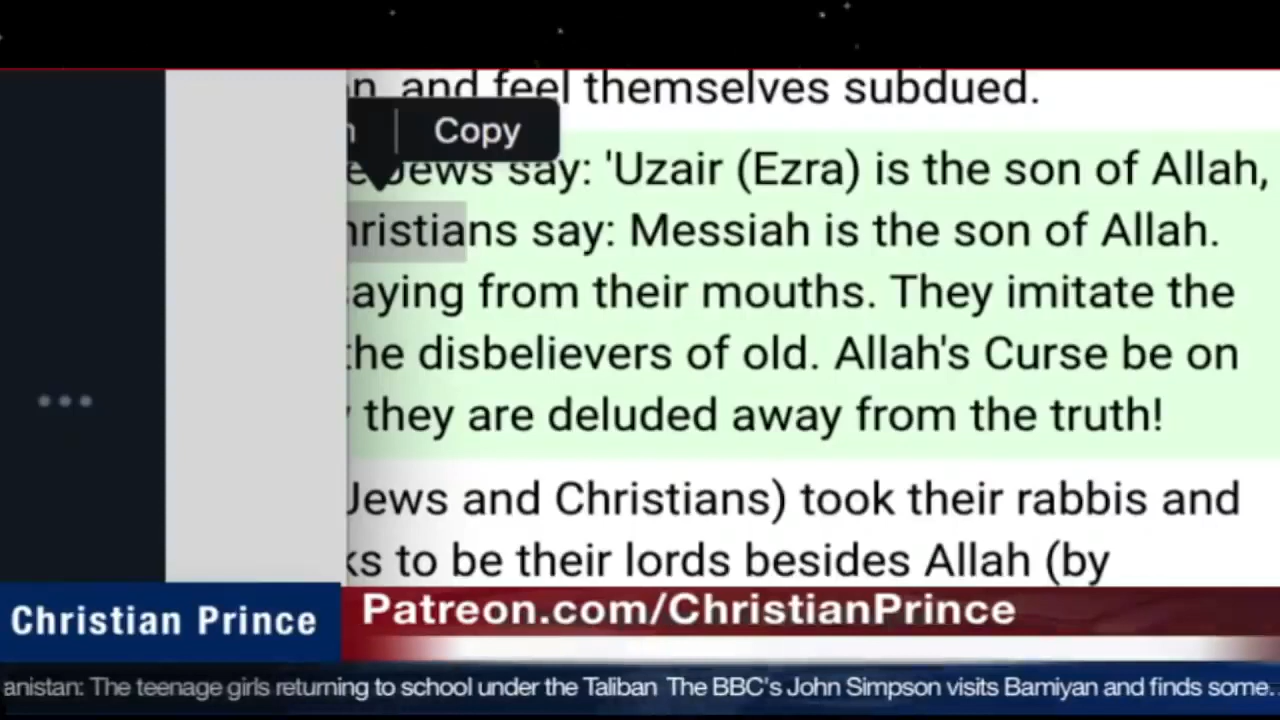 and feel themselves subdued.
Copy
Jews say: 'Uzair (Ezra) is the son of Allah,
hristians say: Messiah is the son of Allah.
saying from their mouths. They imitate the
the disbelievers of old. Allah's Curse be on
they are deluded away from the truth!
Jews and Christians) took their rabbis and
ks to be their lords besides Allah (by
Christian Prince
Patreon.com/ChristianPrince
anistan: The teenage girls returning to school under the Taliban The BBC's John Simpson visits Bamiyan and finds some.